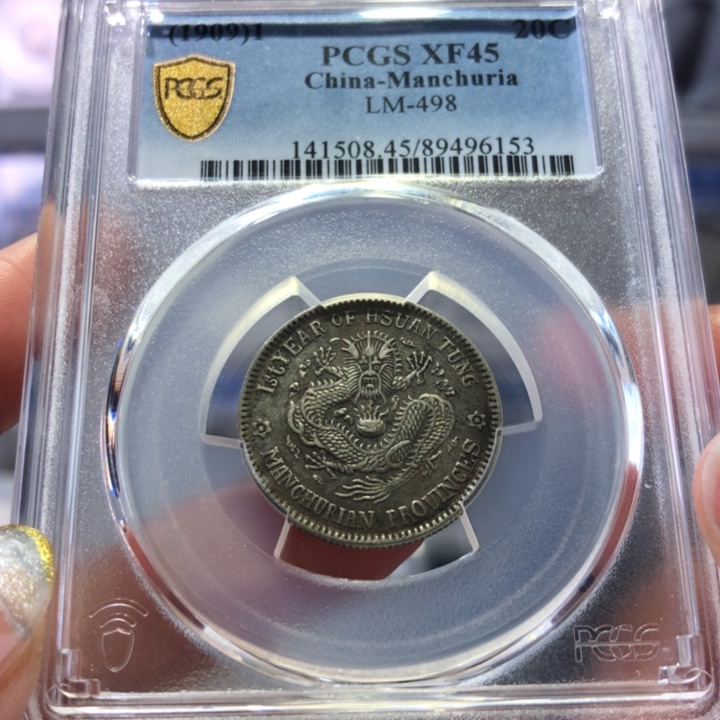 (1909)1 20C
PCGS XF45
China-Manchuria
LM-498
PCGS
141508.45/89496153
1st YEAR OF HSUAN TUNG
MANCHURIAN PROVINCES
PCGS